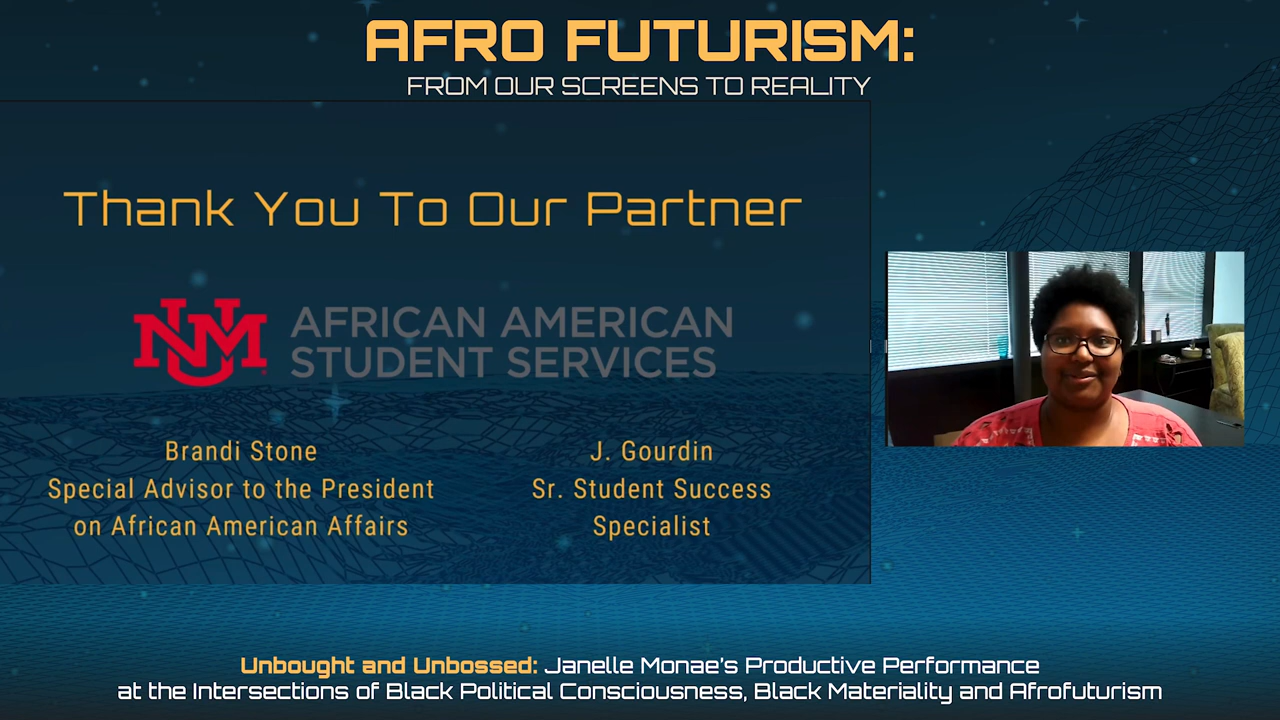 AFRO FUTURISM:
FROM OUR SCREENS TO REALITY
Thank You To Our Partner
UNM
AFRICAN AMERICAN
STUDENT SERVICES
Brandi Stone
Special Advisor to the President
on African American Affairs
J. Gourdin
Sr. Student Success
Specialist
Unbought and Unbossed: Janelle Monae's Productive Performance
at the Intersections of Black Political Consciousness, Black Materiality and Afrofuturism